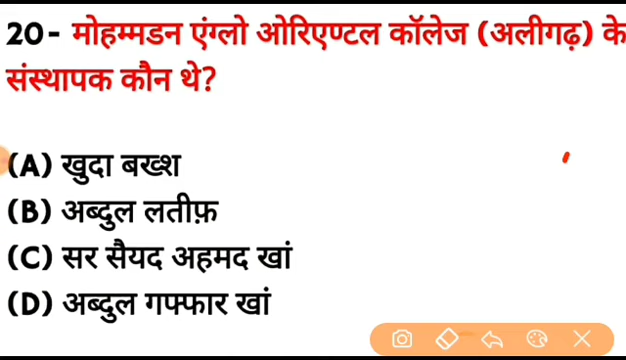 20- मोहम्मडन एंग्लो ओरिएण्टल कॉलेज (अलीगढ़) के
संस्थापक कौन थे?
(A) खुदा बख्श
(B) अब्दुल लतीफ़
(C) सर सैयद अहमद खां
(D) अब्दुल गफ्फार खां